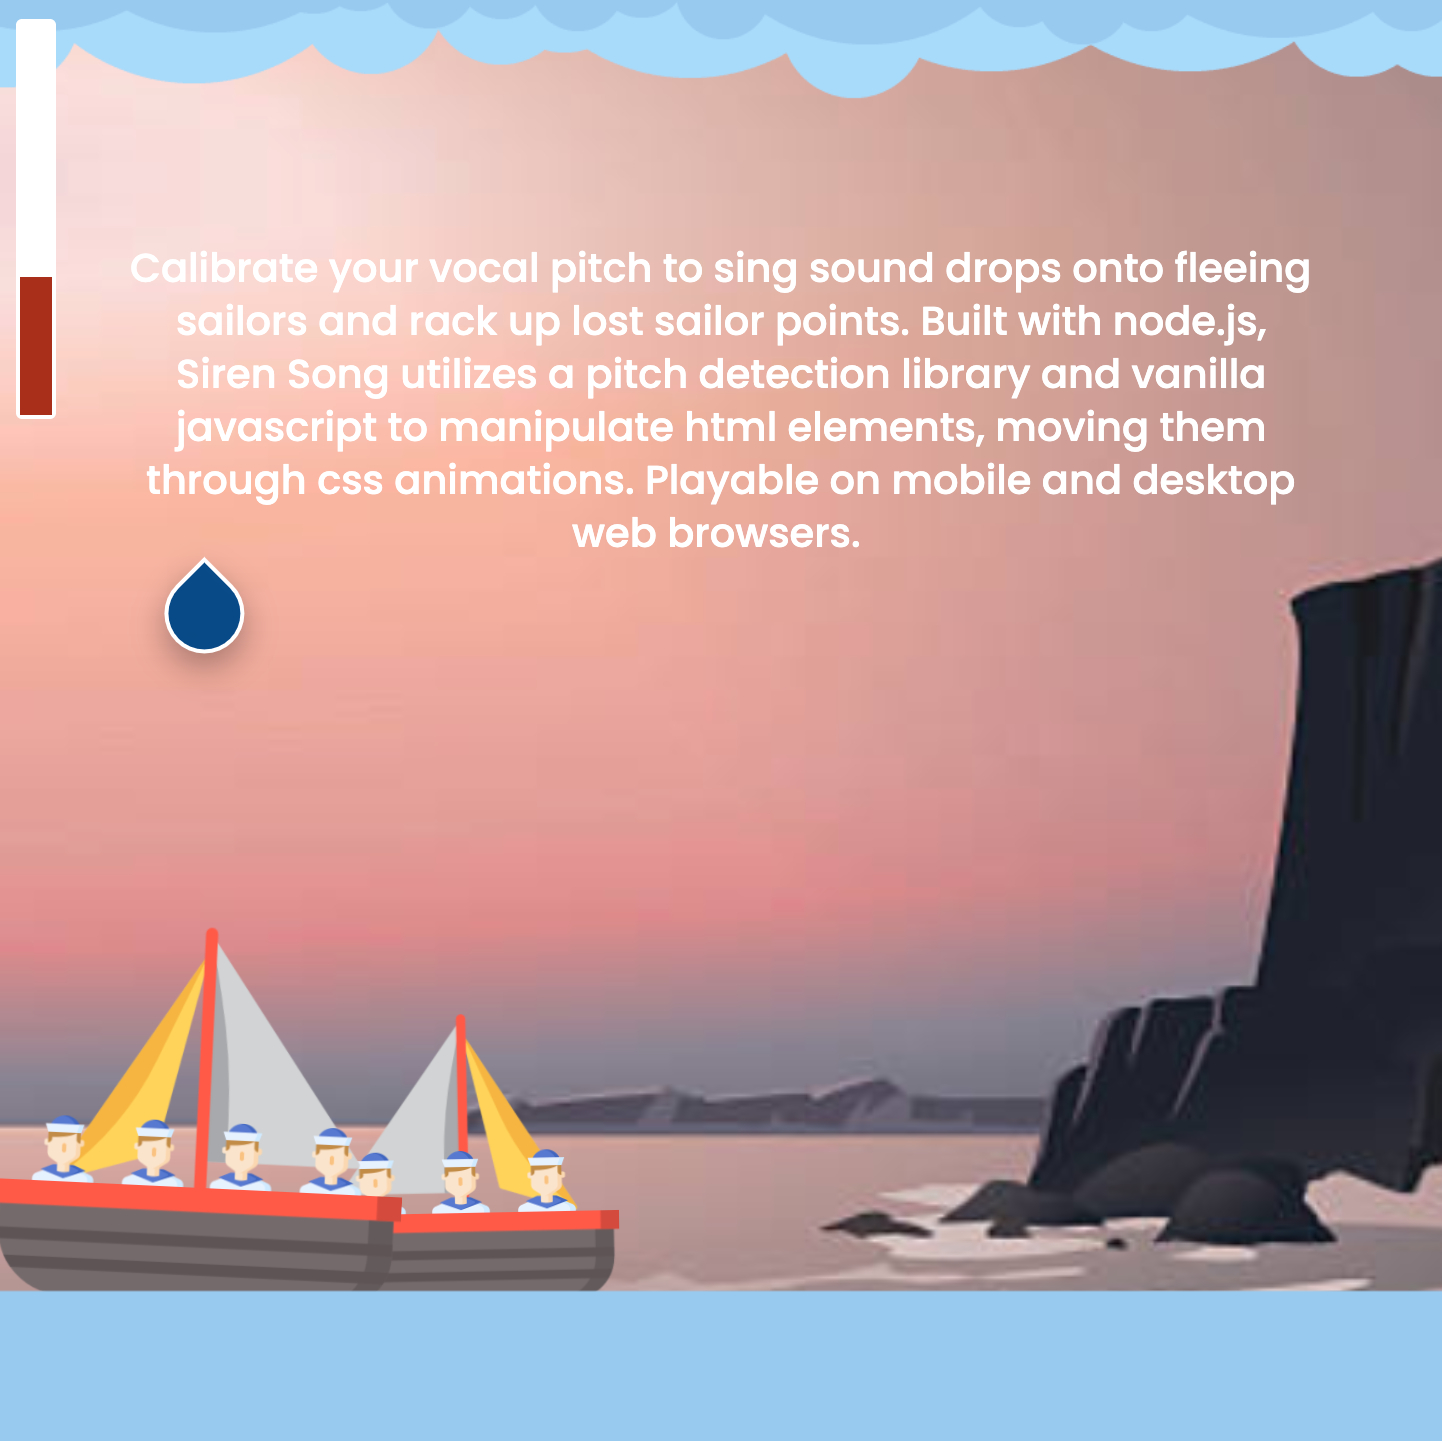 Calibrate your vocal pitch to sing sound drops onto fleeing
sailors and rack up lost sailor points. Built with node.js,
Siren Song utilizes a pitch detection library and vanilla
javascript to manipulate html elements, moving them
through css animations. Playable on mobile and desktop
web browsers.